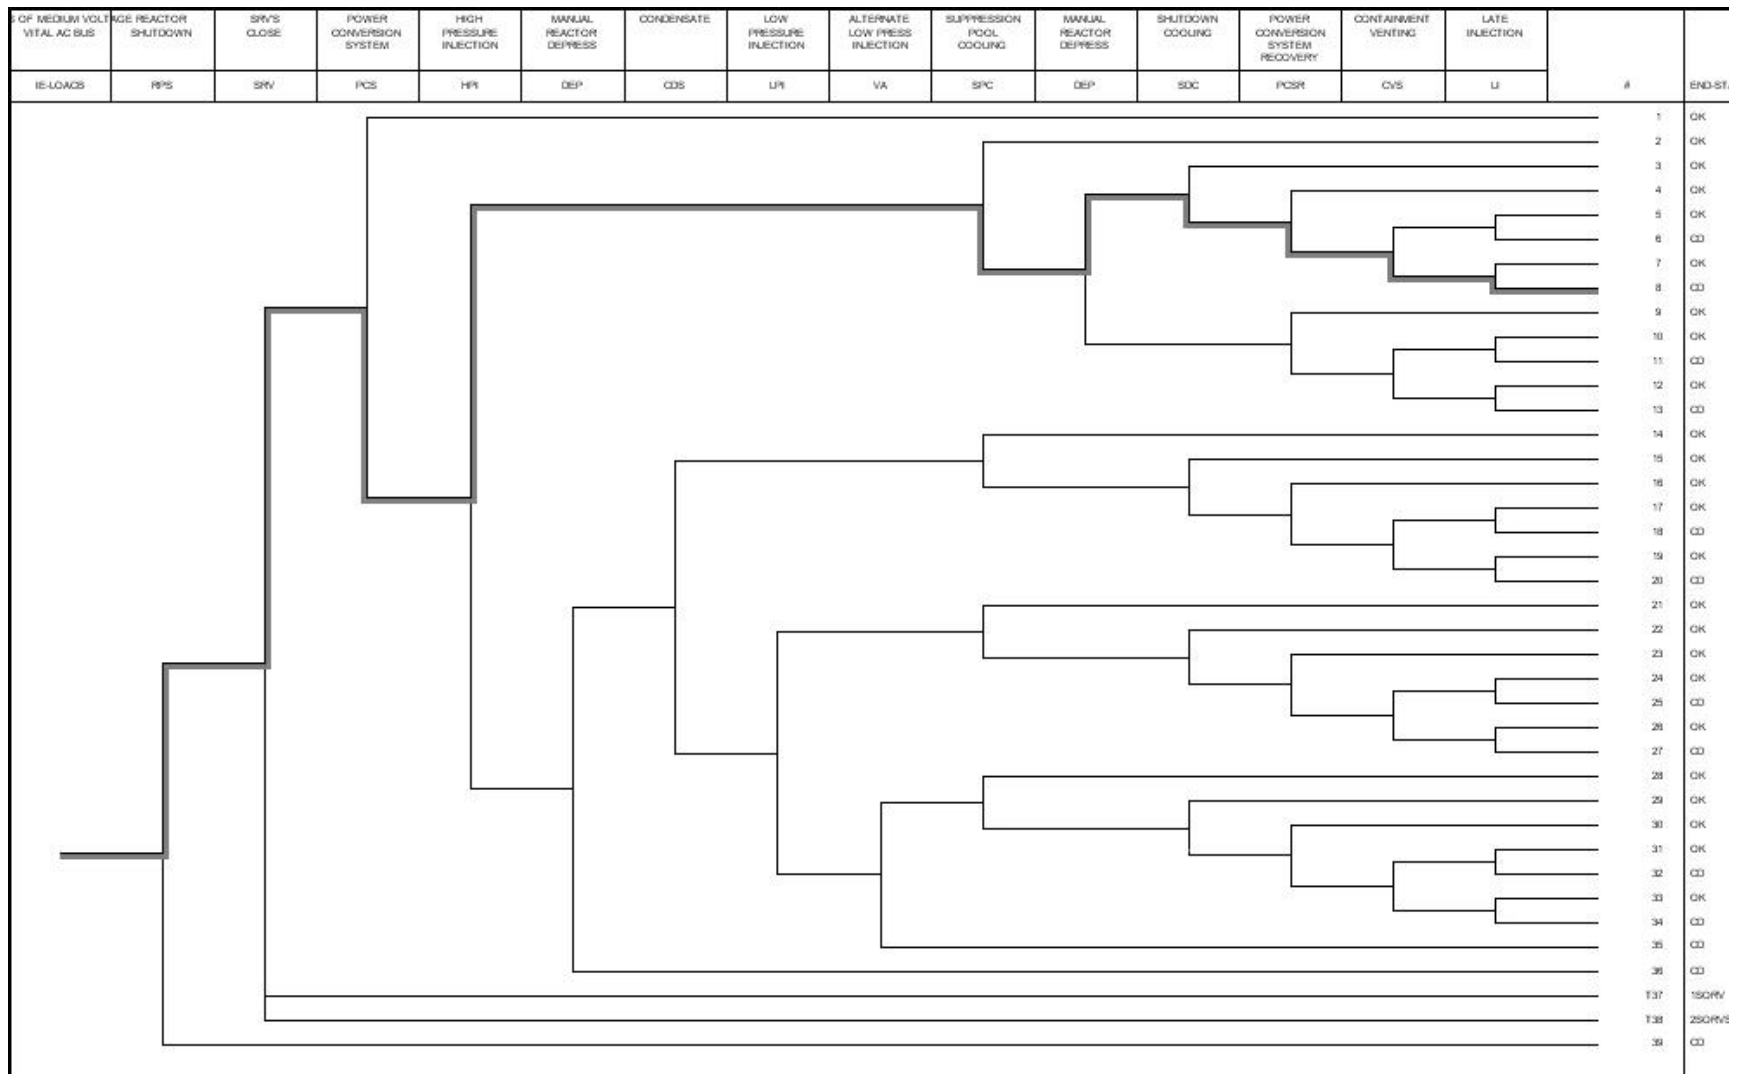 S OF MEDIUM VOLTAGE REACTOR SRV'S POWER HIGH MANUAL CONDENSATE LOW ALTERNATE SUPPRESSION MANUAL SHUTDOWN POWER CONTAINMENT LATE
VITAL AC BUS SHUTDOWN CLOSE CONVERSION PRESSURE REACTOR PRESSURE LOW PRESS POOL REACTOR COOLING CONVERSION VENTING INJECTION
SYSTEM INJECTION DEPRESS INJECTION INJECTION COOLING DEPRESS SYSTEM
RECOVERY
IE-LOACB RPS SRV PCS HPI DEP CDS LPI VA SPC DEP SDC PCSR CVS LI # END-ST
1 OK
2 OK
3 OK
4 OK
5 OK
6 CD
7 OK
8 CD
9 OK
10 OK
11 CD
12 OK
13 CD
14 OK
15 OK
16 OK
17 OK
18 CD
19 OK
20 CD
21 OK
22 OK
23 OK
24 OK
25 CD
26 OK
27 CD
28 OK
29 OK
30 OK
31 OK
32 CD
33 OK
34 CD
35 CD
36 CD
T37 1SORV
T38 2SORVS
39 CD